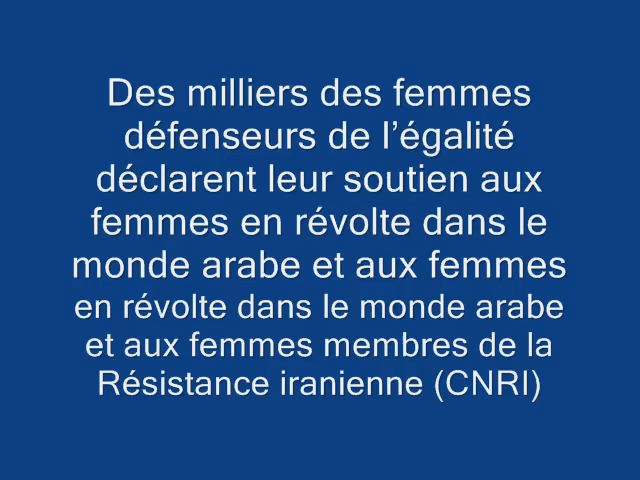 Des milliers des femmes
défenseurs de l’égalité
déclarent leur soutien aux
femmes en révolte dans le
monde arabe et aux femmes
en révolte dans le monde arabe
et aux femmes membres de la
Résistance iranienne (CNRI)